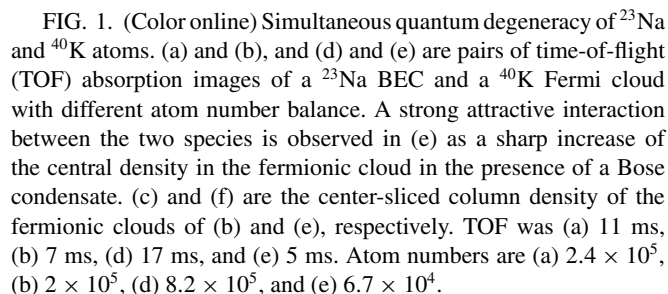 FIG. 1. (Color online) Simultaneous quantum degeneracy of ²³Na
and ⁴⁰K atoms. (a) and (b), and (d) and (e) are pairs of time-of-flight
(TOF) absorption images of a ²³Na BEC and a ⁴⁰K Fermi cloud
with different atom number balance. A strong attractive interaction
between the two species is observed in (e) as a sharp increase of
the central density in the fermionic cloud in the presence of a Bose
condensate. (c) and (f) are the center-sliced column density of the
fermionic clouds of (b) and (e), respectively. TOF was (a) 11 ms,
(b) 7 ms, (d) 17 ms, and (e) 5 ms. Atom numbers are (a) 2.4 × 10⁵,
(b) 2 × 10⁵, (d) 8.2 × 10⁵, and (e) 6.7 × 10⁴.